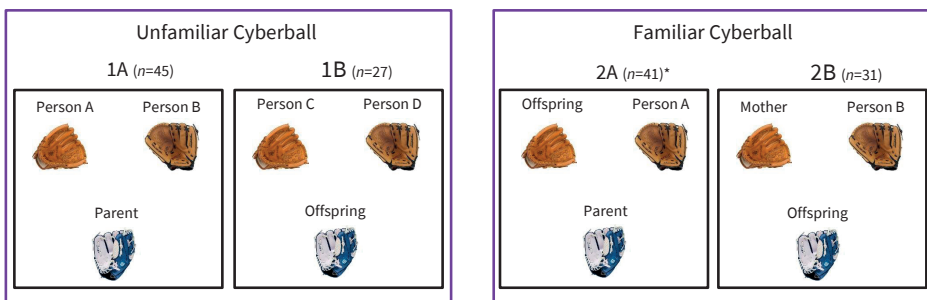 Unfamiliar Cyberball
1A (n=45)
Person A
Person B
Parent
1B (n=27)
Person C
Person D
Offspring
Familiar Cyberball
2A (n=41)*
Offspring
Person A
Parent
2B (n=31)
Mother
Person B
Offspring